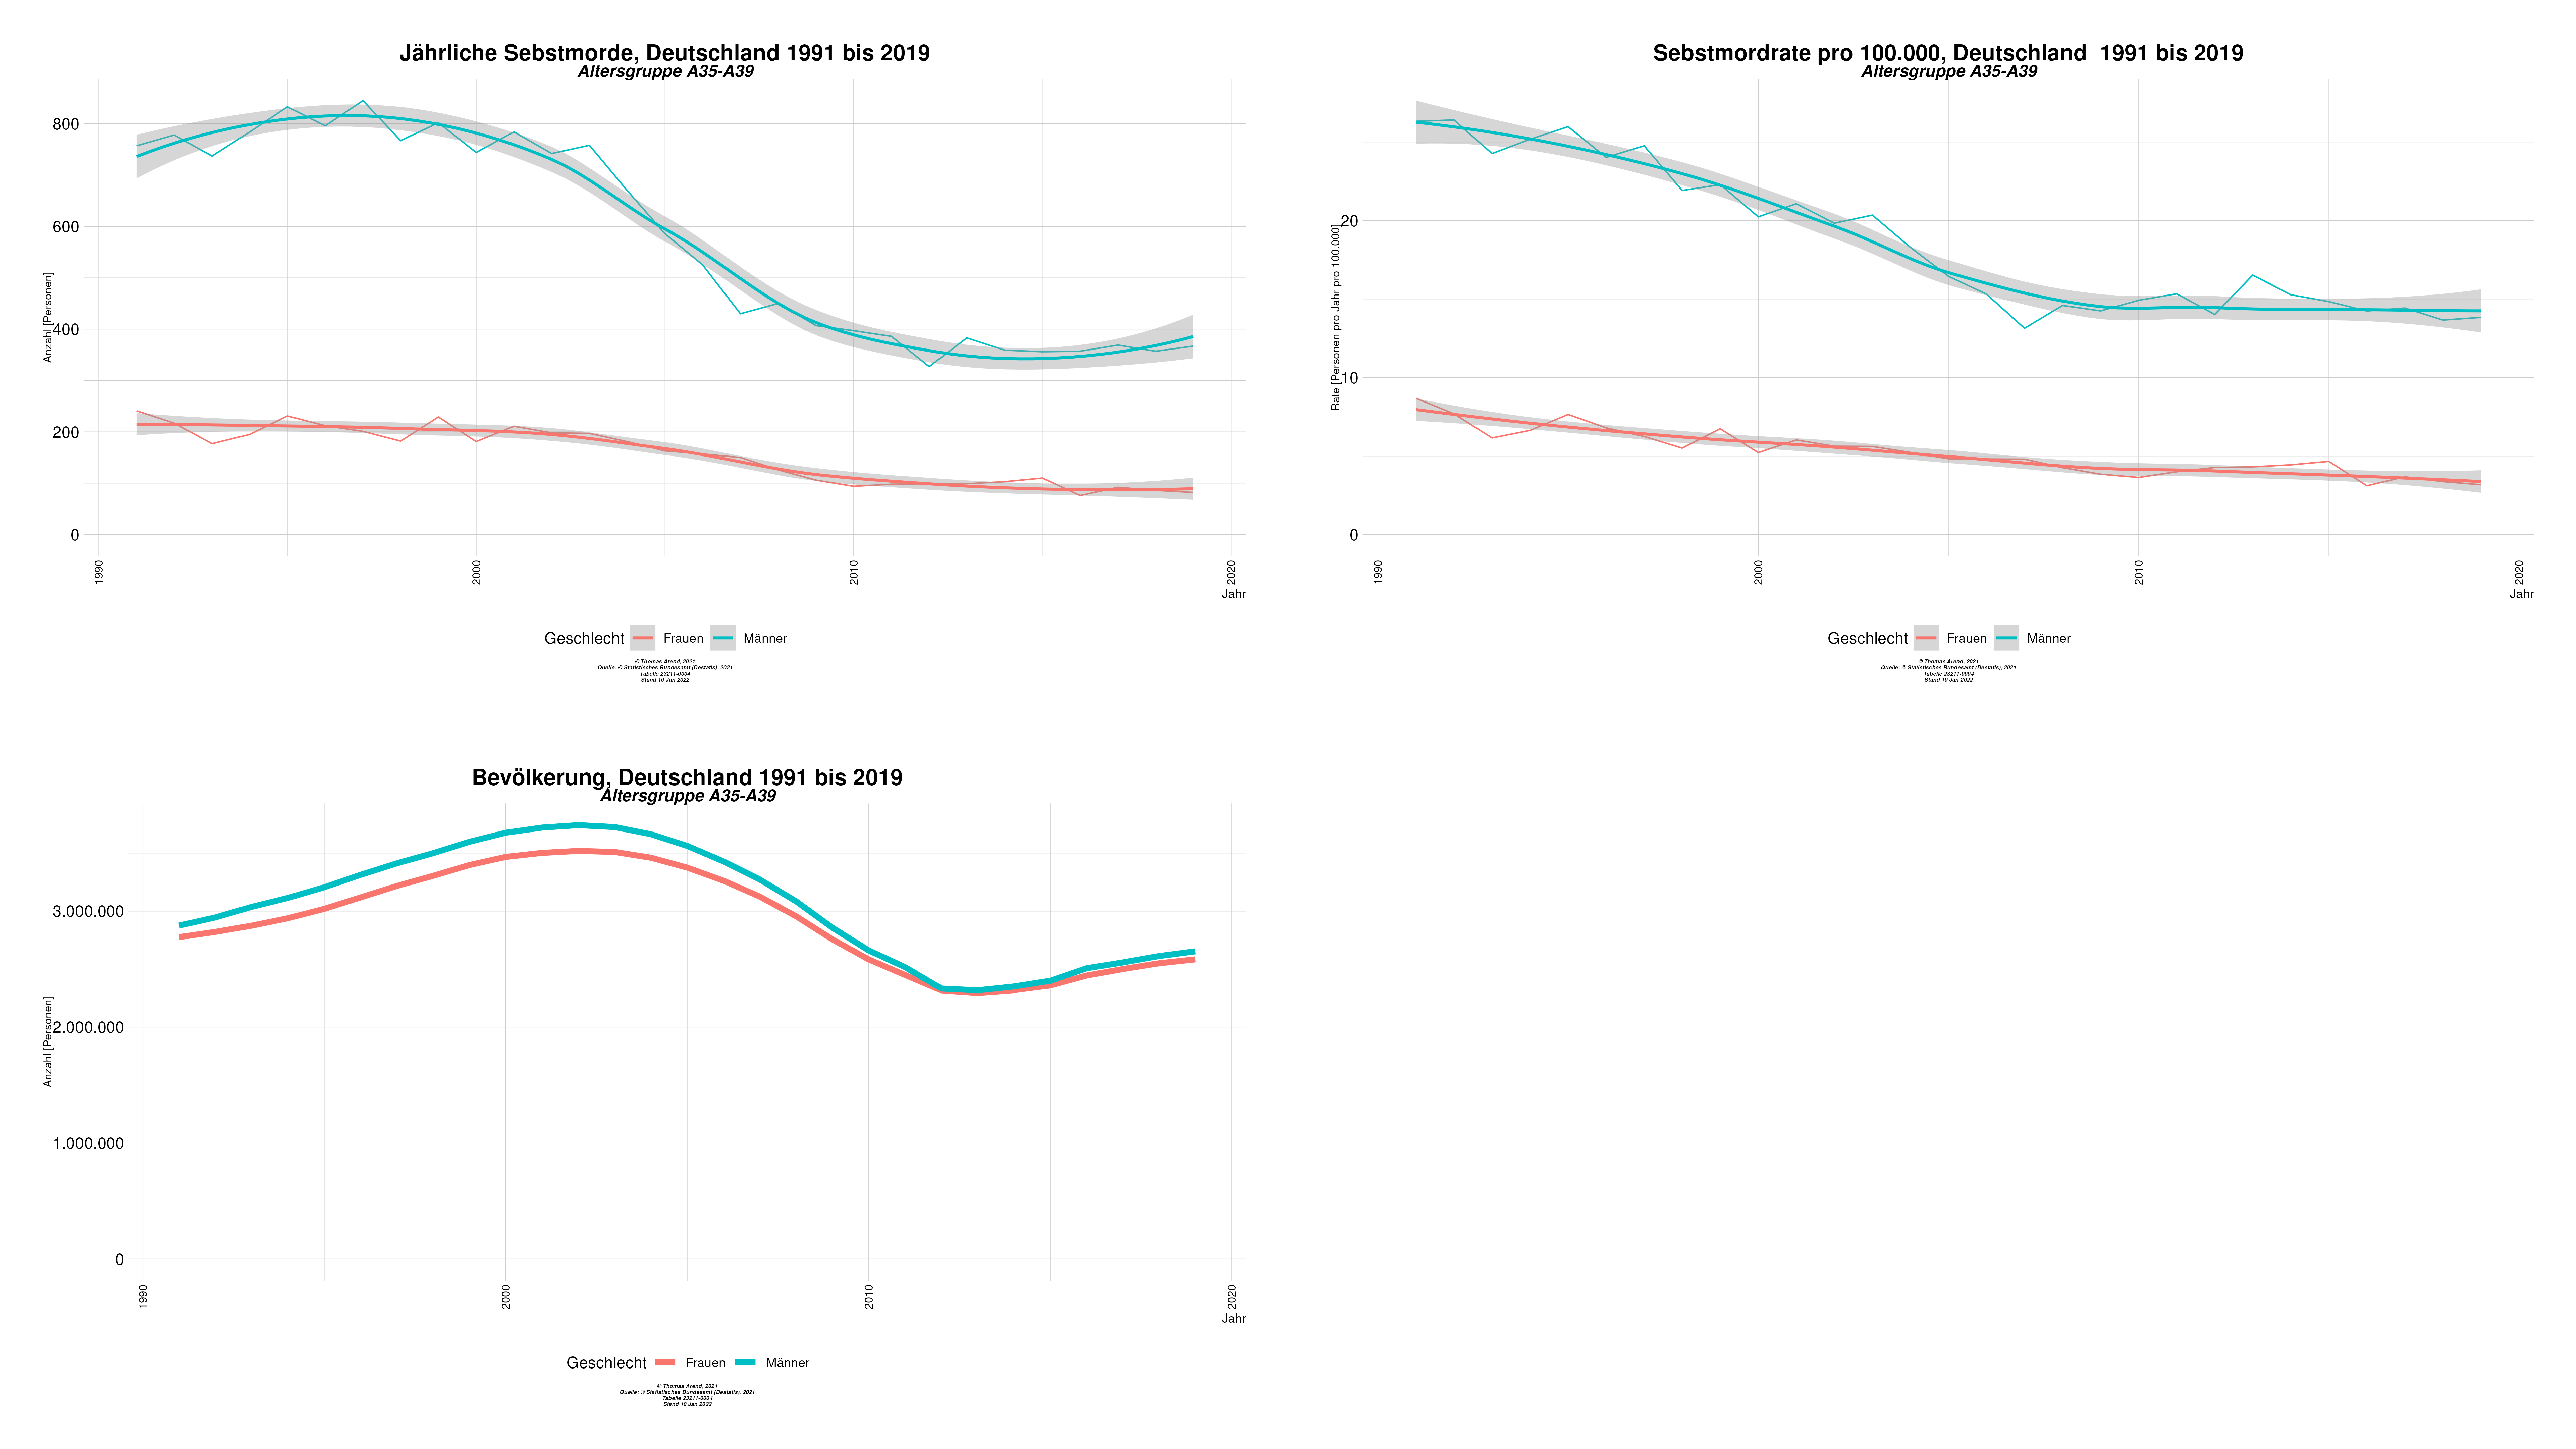 Jährliche Sebstmorde, Deutschland 1991 bis 2019
Altersgruppe A35-A39
Anzahl [Personen]
800
600
400
200
0
1990
2000
2010
2020
Jahr
Geschlecht Frauen Männer
© Thomas Arend, 2021
Quelle: © Statistisches Bundesamt (Destatis), 2021
Tabelle 23211-0004
Stand 10 Jan 2022
Sebstmordrate pro 100.000, Deutschland  1991 bis 2019
Altersgruppe A35-A39
Rate [Personen pro Jahr pro 100.000]
20
10
0
1990
2000
2010
2020
Jahr
Geschlecht Frauen Männer
© Thomas Arend, 2021
Quelle: © Statistisches Bundesamt (Destatis), 2021
Tabelle 23211-0004
Stand 10 Jan 2022
Bevölkerung, Deutschland 1991 bis 2019
Altersgruppe A35-A39
Anzahl [Personen]
3.000.000
2.000.000
1.000.000
0
1990
2000
2010
2020
Jahr
Geschlecht Frauen Männer
© Thomas Arend, 2021
Quelle: © Statistisches Bundesamt (Destatis), 2021
Tabelle 23211-0004
Stand 10 Jan 2022